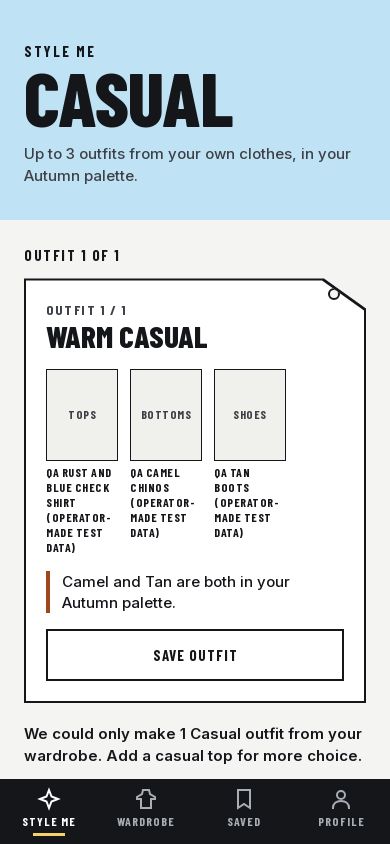 STYLE ME
CASUAL
Up to 3 outfits from your own clothes, in your
Autumn palette.
OUTFIT 1 OF 1
OUTFIT 1 / 1
WARM CASUAL
TOPS
BOTTOMS
SHOES
QA RUST AND
BLUE CHECK
SHIRT
(OPERATOR-
MADE TEST
DATA)
QA CAMEL
CHINOS
(OPERATOR-
MADE TEST
DATA)
QA TAN
BOOTS
(OPERATOR-
MADE TEST
DATA)
Camel and Tan are both in your
Autumn palette.
SAVE OUTFIT
We could only make 1 Casual outfit from your
wardrobe. Add a casual top for more choice.
STYLE ME
WARDROBE
SAVED
PROFILE